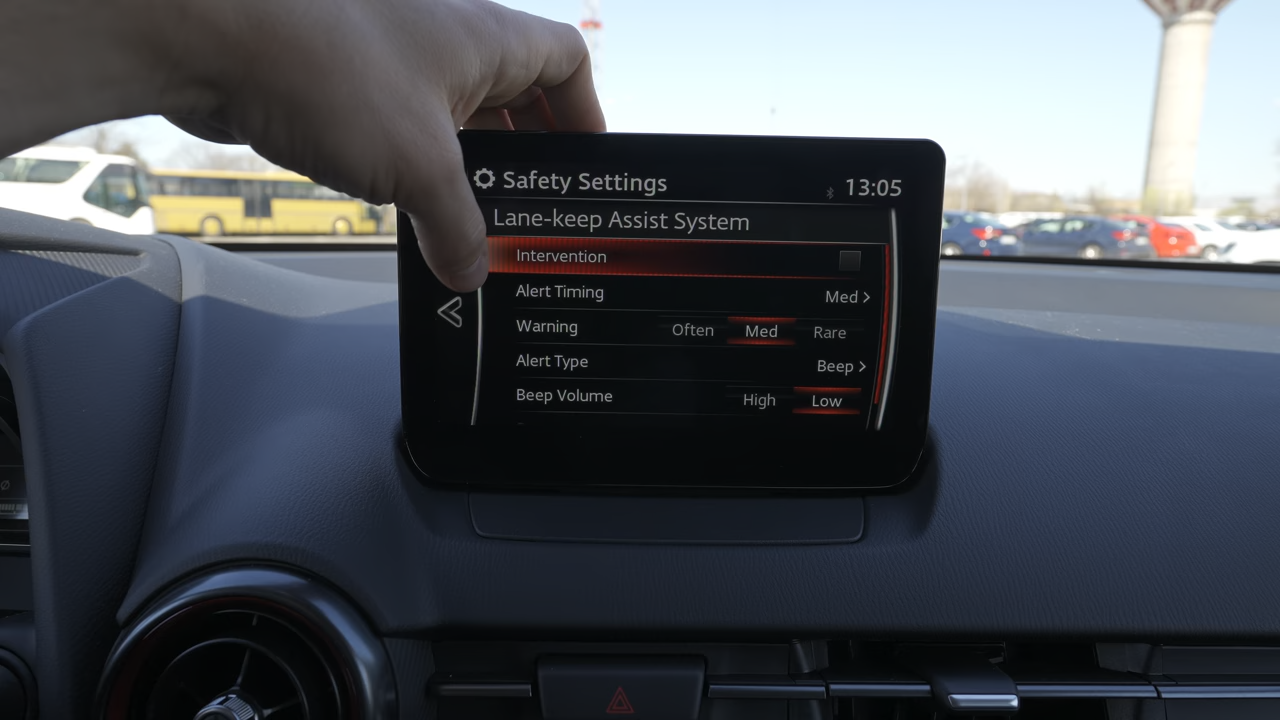 Safety Settings 13:05
Lane-keep Assist System
Intervention
Alert Timing Med >
Warning Often Med Rare
Alert Type Beep >
Beep Volume High Low